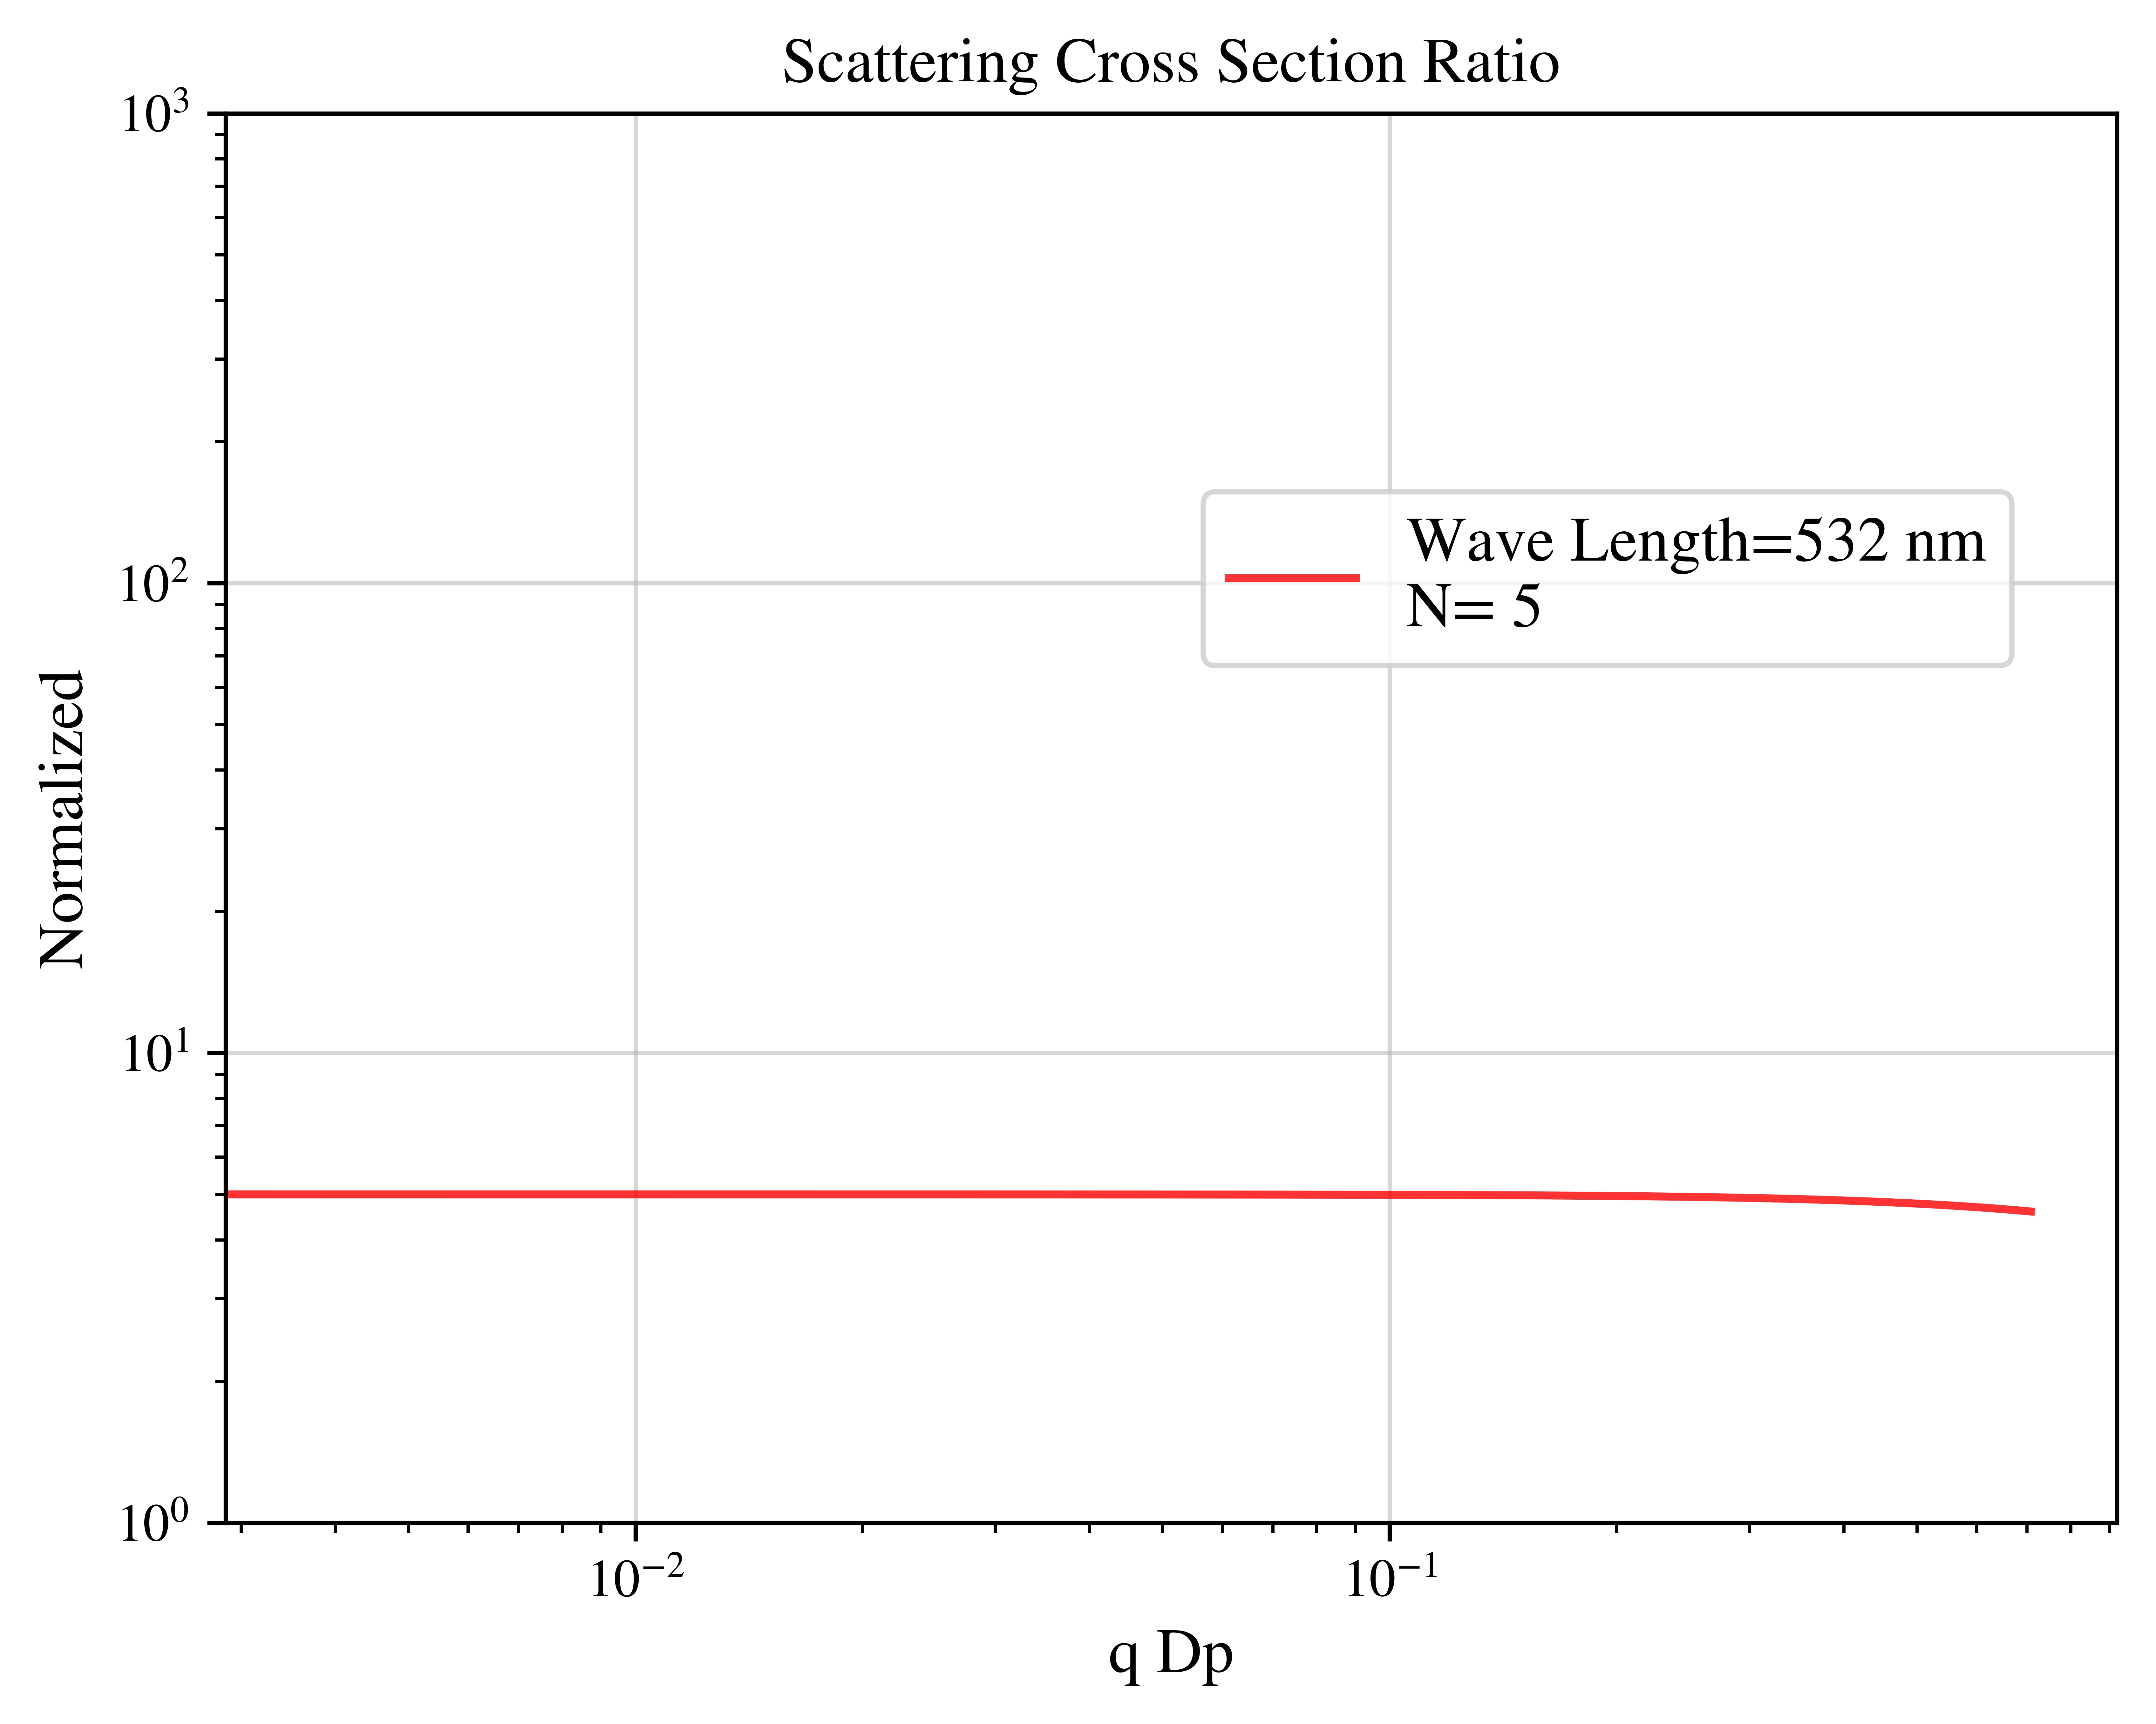 Scattering Cross Section Ratio
10³
10²
10¹
10⁰
Normalized
Wave Length=532 nm
N= 5
10⁻²
10⁻¹
q Dp